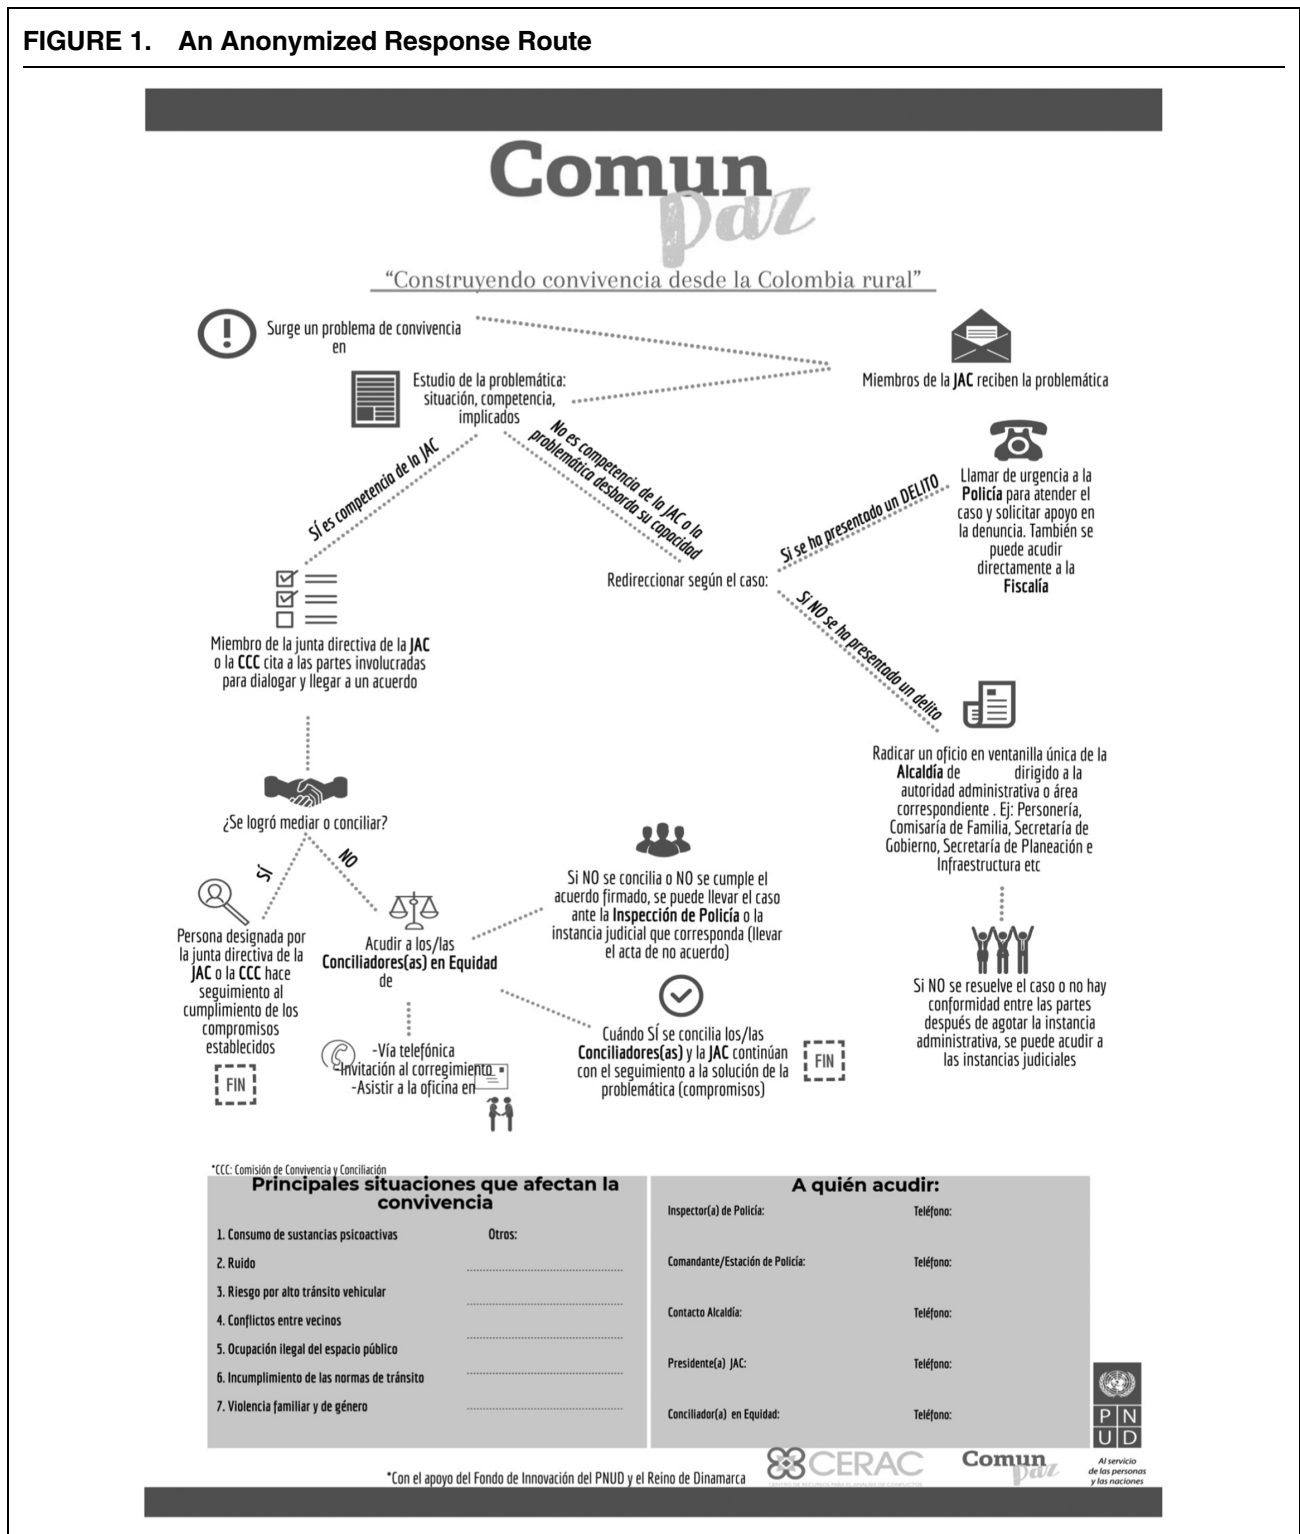 FIGURE 1. An Anonymized Response Route
Comun
paz
“Construyendo convivencia desde la Colombia rural”
Surge un problema de convivencia
en
Miembros de la JAC reciben la problemática
Estudio de la problemática:
situación, competencia,
implicados
SÍ es competencia de la JAC
No es competencia de la JAC o la
problemática desborda su capacidad
Redireccionar según el caso:
Si se ha presentado un DELITO
Llamar de urgencia a la
Policía para atender el
caso y solicitar apoyo en
la denuncia. También se
puede acudir
directamente a la
Fiscalía
Si NO se ha presentado un delito
Radicar un oficio en ventanilla única de la
Alcaldía de dirigido a la
autoridad administrativa o área
correspondiente . Ej: Personería,
Comisaría de Familia, Secretaría de
Gobierno, Secretaría de Planeación e
Infraestructura etc
Si NO se resuelve el caso o no hay
conformidad entre las partes
después de agotar la instancia
administrativa, se puede acudir a
las instancias judiciales
Miembro de la junta directiva de la JAC
o la CCC cita a las partes involucradas
para dialogar y llegar a un acuerdo
¿Se logró mediar o conciliar?
SÍ
NO
Persona designada por
la junta directiva de la
JAC o la CCC hace
seguimiento al
cumplimiento de los
compromisos
establecidos
FIN
Acudir a los/las
Conciliadores(as) en Equidad
de
-Vía telefónica
-Invitación al corregimiento
-Asistir a la oficina en
Si NO se concilia o NO se cumple el
acuerdo firmado, se puede llevar el caso
ante la Inspección de Policía o la
instancia judicial que corresponda (llevar
el acta de no acuerdo)
Cuándo SÍ se concilia los/las
Conciliadores(as) y la JAC continúan
con el seguimiento a la solución de la
problemática (compromisos)
FIN
*CCC: Comisión de Convivencia y Conciliación
Principales situaciones que afectan la
convivencia
1. Consumo de sustancias psicoactivas
2. Ruido
3. Riesgo por alto tránsito vehicular
4. Conflictos entre vecinos
5. Ocupación ilegal del espacio público
6. Incumplimiento de las normas de tránsito
7. Violencia familiar y de género
Otros:
A quién acudir:
Inspector(a) de Policía: Teléfono:
Comandante/Estación de Policía: Teléfono:
Contacto Alcaldía: Teléfono:
Presidente(a) JAC: Teléfono:
Conciliador(a) en Equidad: Teléfono:
*Con el apoyo del Fondo de Innovación del PNUD y el Reino de Dinamarca
CERAC
CENTRO DE RECURSOS PARA EL ANÁLISIS DE CONFLICTOS
Comun
paz
P N
U D
Al servicio
de las personas
y las naciones